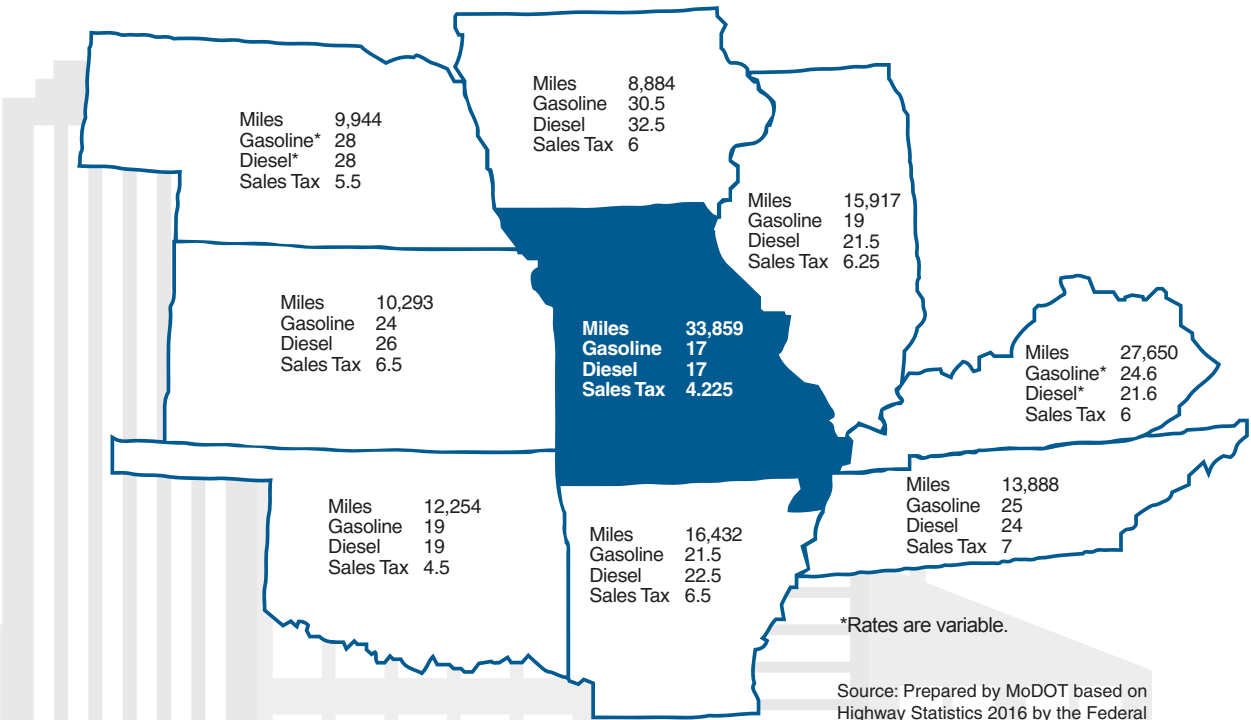 Miles 8,884
Gasoline 30.5
Diesel 32.5
Sales Tax 6
Miles 9,944
Gasoline* 28
Diesel* 28
Sales Tax 5.5
Miles 15,917
Gasoline 19
Diesel 21.5
Sales Tax 6.25
Miles 10,293
Gasoline 24
Diesel 26
Sales Tax 6.5
Miles 33,859
Gasoline 17
Diesel 17
Sales Tax 4.225
Miles 27,650
Gasoline* 24.6
Diesel* 21.6
Sales Tax 6
Miles 12,254
Gasoline 19
Diesel 19
Sales Tax 4.5
Miles 16,432
Gasoline 21.5
Diesel 22.5
Sales Tax 6.5
Miles 13,888
Gasoline 25
Diesel 24
Sales Tax 7
*Rates are variable.
Source: Prepared by MoDOT based on
Highway Statistics 2016 by the Federal